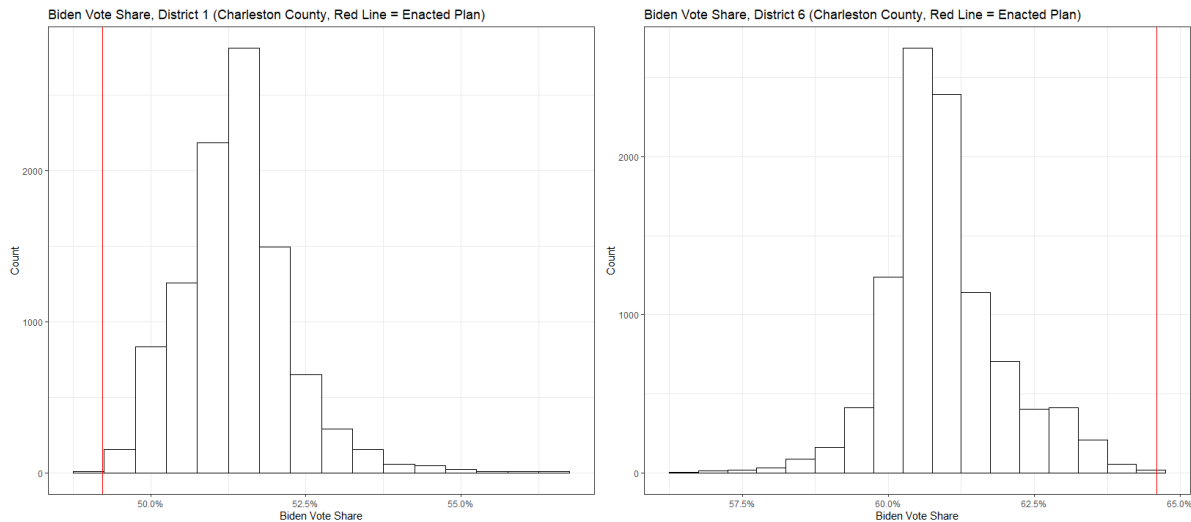 Biden Vote Share, District 1 (Charleston County, Red Line = Enacted Plan)
2000
1000
0
Count
50.0%
52.5%
55.0%
Biden Vote Share
Biden Vote Share, District 6 (Charleston County, Red Line = Enacted Plan)
2000
1000
0
Count
57.5%
60.0%
62.5%
65.0%
Biden Vote Share